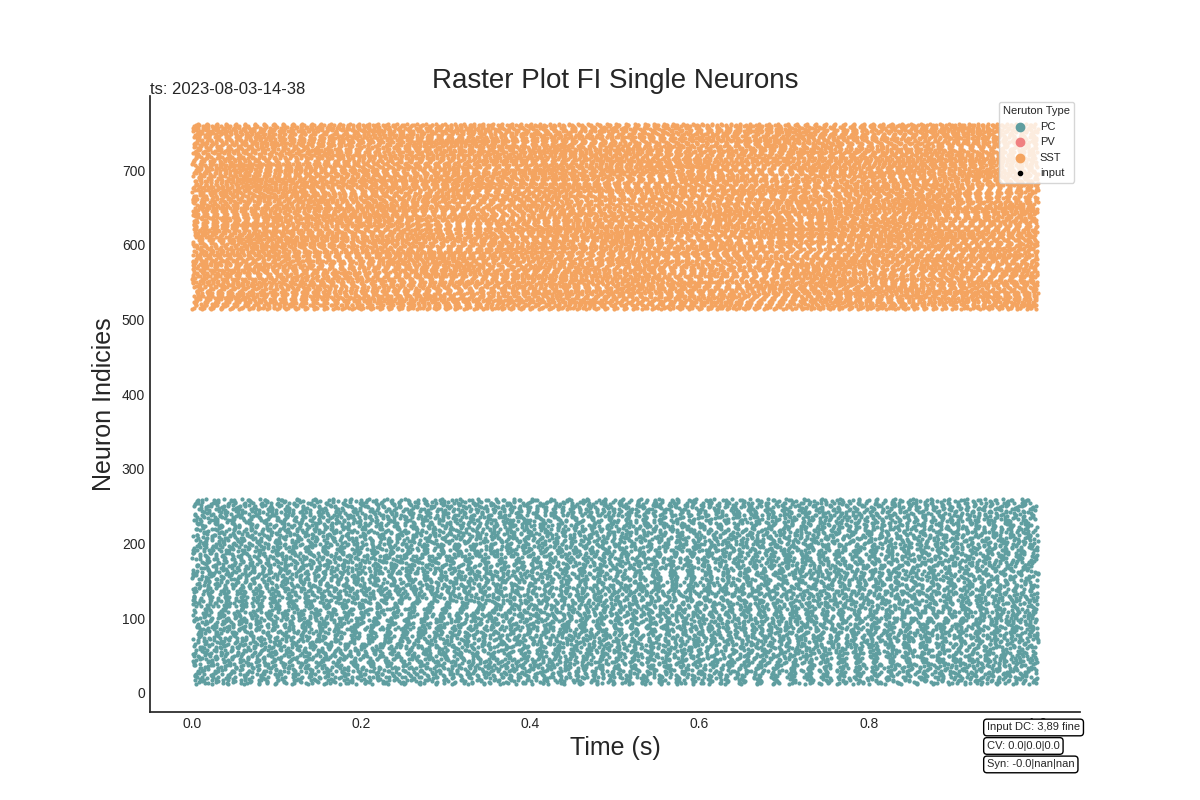 Raster Plot FI Single Neurons
ts: 2023-08-03-14-38
Neruton Type
PC
PV
SST
input
700
600
500
400
300
200
100
0
Neuron Indicies
0.0 0.2 0.4 0.6 0.8
Time (s)
Input DC: 3,89 fine
CV: 0.0|0.0|0.0
Syn: -0.0|nan|nan